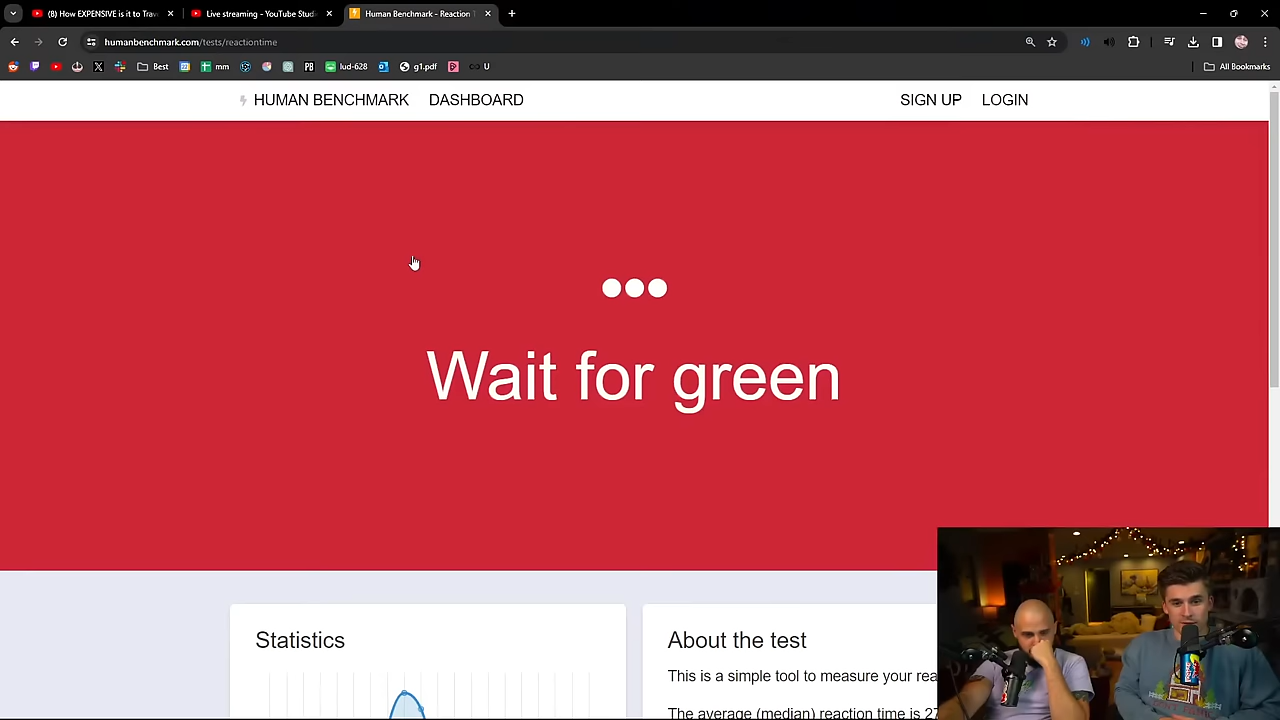 (8) How EXPENSIVE is it to Trav
Live streaming - YouTube Stud
Human Benchmark - Reaction T
humanbenchmark.com/tests/reactiontime
Best
mm
lud-628
g1.pdf
U
All Bookmarks
HUMAN BENCHMARK
DASHBOARD
SIGN UP
LOGIN
Wait for green
Statistics
About the test
This is a simple tool to measure your rea
The average (median) reaction time is 27